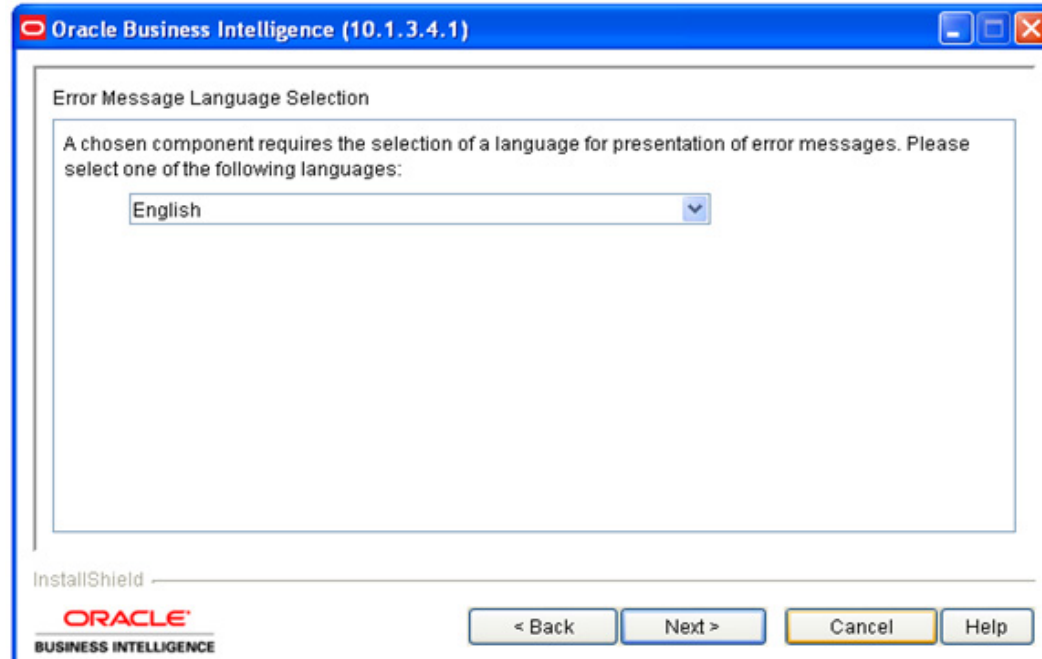 Oracle Business Intelligence (10.1.3.4.1)
Error Message Language Selection
A chosen component requires the selection of a language for presentation of error messages. Please
select one of the following languages:
English
InstallShield
ORACLE'
BUSINESS INTELLIGENCE
< Back
Next >
Cancel
Help